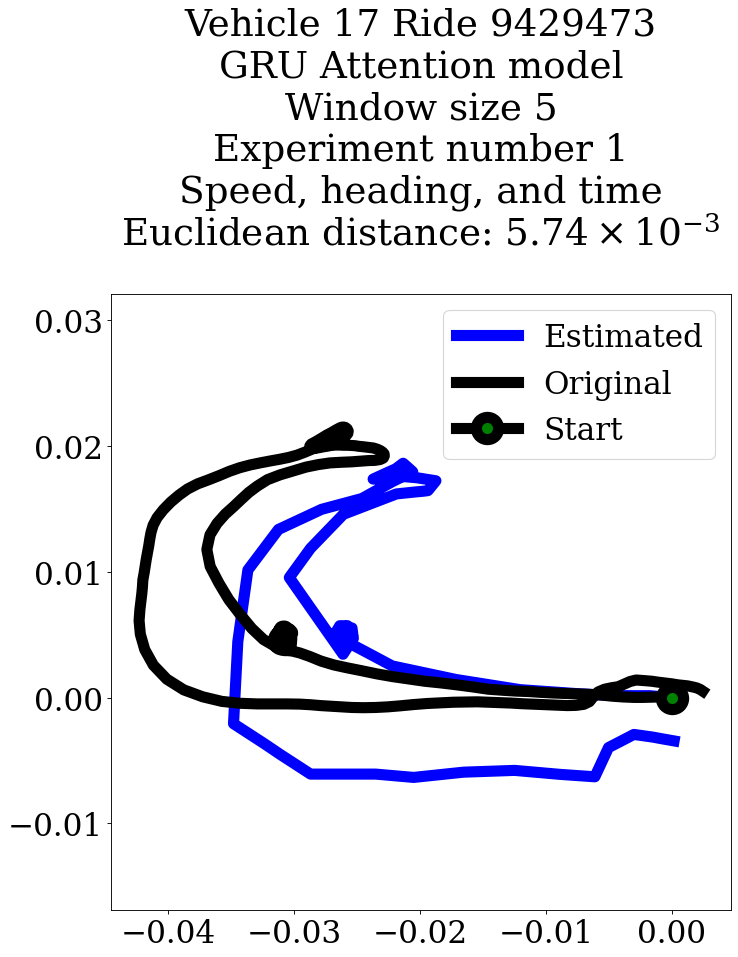 Vehicle 17 Ride 9429473
GRU Attention model
Window size 5
Experiment number 1
Speed, heading, and time
Euclidean distance: 5.74 × 10⁻³
Estimated
Original
Start
0.03
0.02
0.01
0.00
−0.01
−0.04 −0.03 −0.02 −0.01 0.00